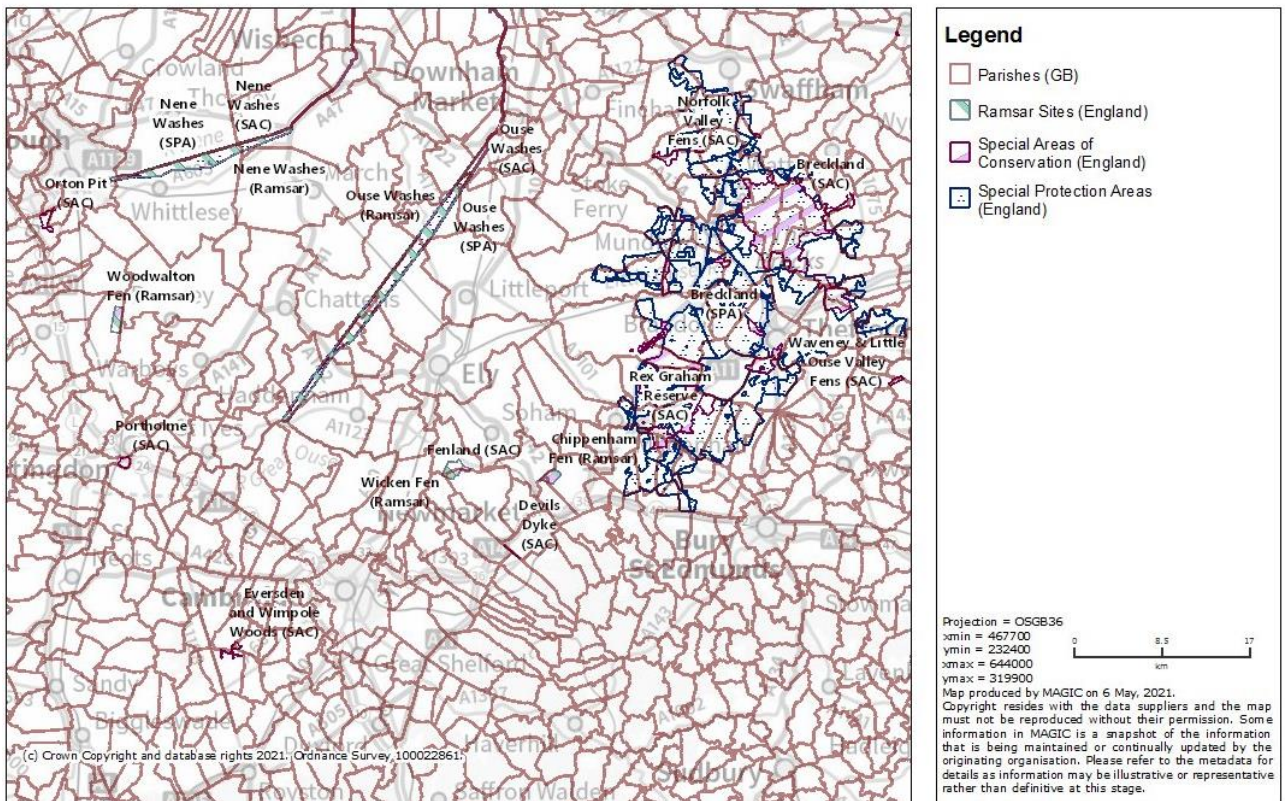 Wisbech
Crowland
Thorney
Downham
Market
Swaffham
A47
A15
A47
A1122
Nene
Washes
(SAC)
Nene
Washes
(SPA)
Nene Washes
(Ramsar)
Orton Pit
(SAC)
Whittlesey
March
Ouse
Washes
(SAC)
Ouse Washes
(Ramsar)
Ouse
Washes
(SPA)
Norfolk
Valley
Fens (SAC)
Breckland
(SAC)
A1075
Ferry
Woodwalton
Fen (Ramsar)
Chatteris
Littleport
Breckland
(SPA)
Waveney & Little
Ouse Valley
Fens (SAC)
A141
A1101
Ely
A11
Rex Graham
Reserve
(SAC)
Haddenham
Soham
Portholme
(SAC)
Fenland (SAC)
Chippenham
Fen (Ramsar)
Wicken Fen
(Ramsar)
Newmarket
Devils
Dyke
(SAC)
A428
A1303
A14
Bury
St Edmunds
Eversden
and Wimpole
Woods (SAC)
A143
Great Shelford
A1307
Sandy
Biggleswade
(c) Crown Copyright and database rights 2021. Ordnance Survey 100022861.
Haverhill
Sudbury
Royston
Saffron Walden
Legend
Parishes (GB)
Ramsar Sites (England)
Special Areas of
Conservation (England)
Special Protection Areas
(England)
Projection = OSGB36
xmin = 467700
ymin = 232400
xmax = 644000
ymax = 319900
0 8.5 17
km
Map produced by MAGIC on 6 May, 2021.
Copyright resides with the data suppliers and the map
must not be reproduced without their permission. Some
information in MAGIC is a snapshot of the information
that is being maintained or continually updated by the
originating organisation. Please refer to the metadata for
details as information may be illustrative or representative
rather than definitive at this stage.